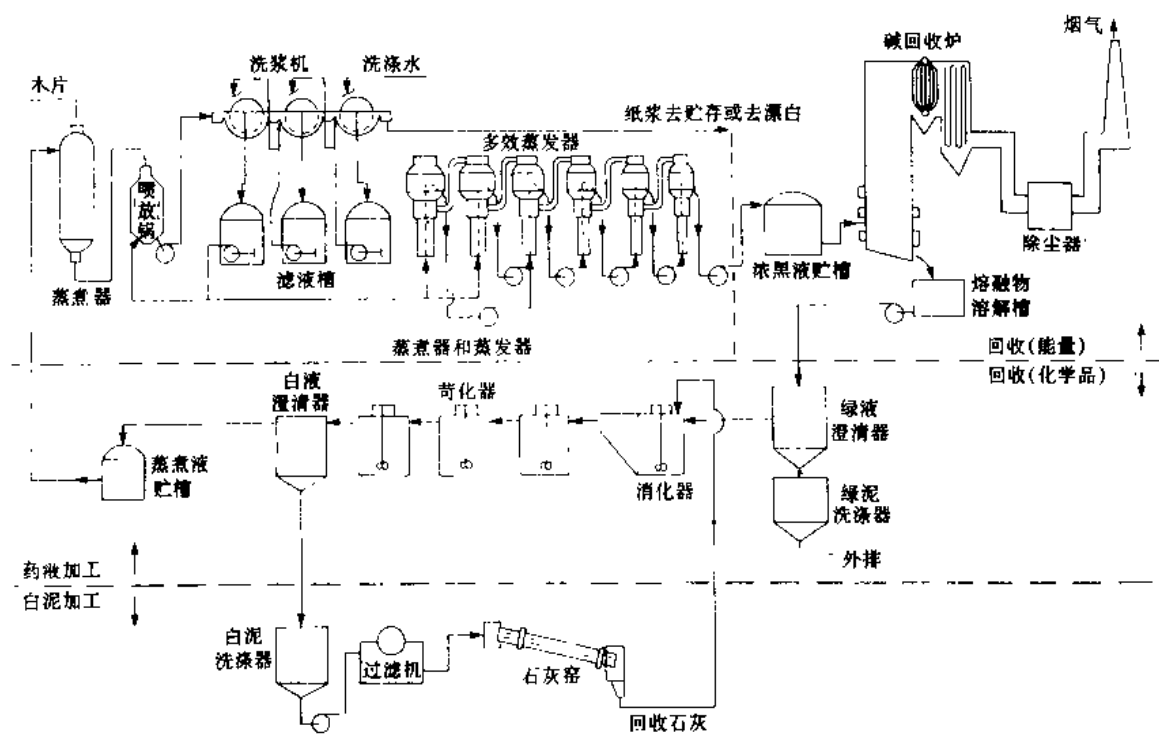 烟气
碱回收炉
洗浆机
洗涤水
木片
纸浆去贮存或去漂白
多效蒸发器
喷放锅
除尘器
蒸煮器
滤液槽
浓黑液贮槽
熔融物
溶解槽
蒸煮器和蒸发器
回收(能量)
回收(化学品)
白液
澄清器
苛化器
绿液
澄清器
蒸煮液
贮槽
消化器
绿泥
洗涤器
外排
药液加工
白泥加工
白泥
洗涤器
过滤机
石灰窑
回收石灰